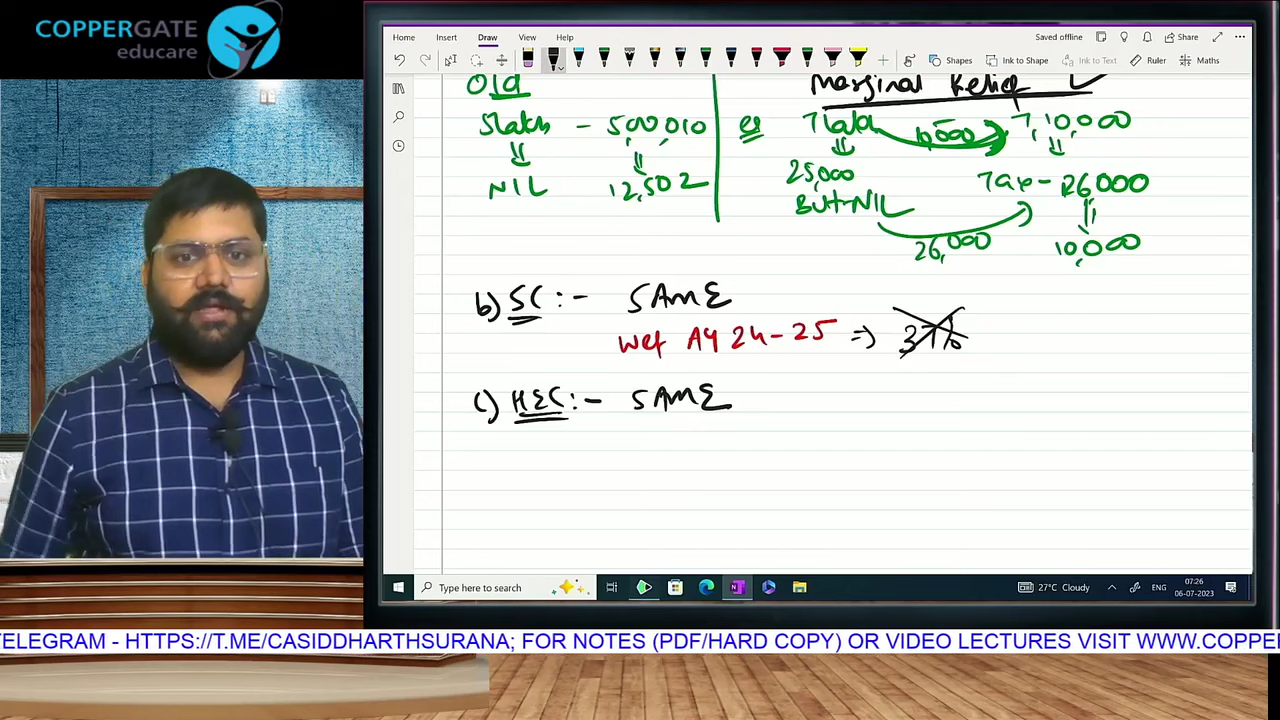 COPPERGATE
educare
Home Insert Draw View Help
Saved offline
Share
Shapes
Ink to Shape
Ink to Text
Ruler
Maths
Old
5 lakh - 500,010
NIL 12,502
Marginal Relief
eg 7 lakh 10,000 7,10,000
25,000
But NIL
Tax - 26,000
26,000
10,000
b) SC :- SAME
wef AY 24-25 => 37%
c) HEC :- SAME
Type here to search
27°C Cloudy
ENG
07:26
06-07-2023
TELEGRAM - HTTPS://T.ME/CASIDDHARTHSURANA; FOR NOTES (PDF/HARD COPY) OR VIDEO LECTURES VISIT WWW.COPPE